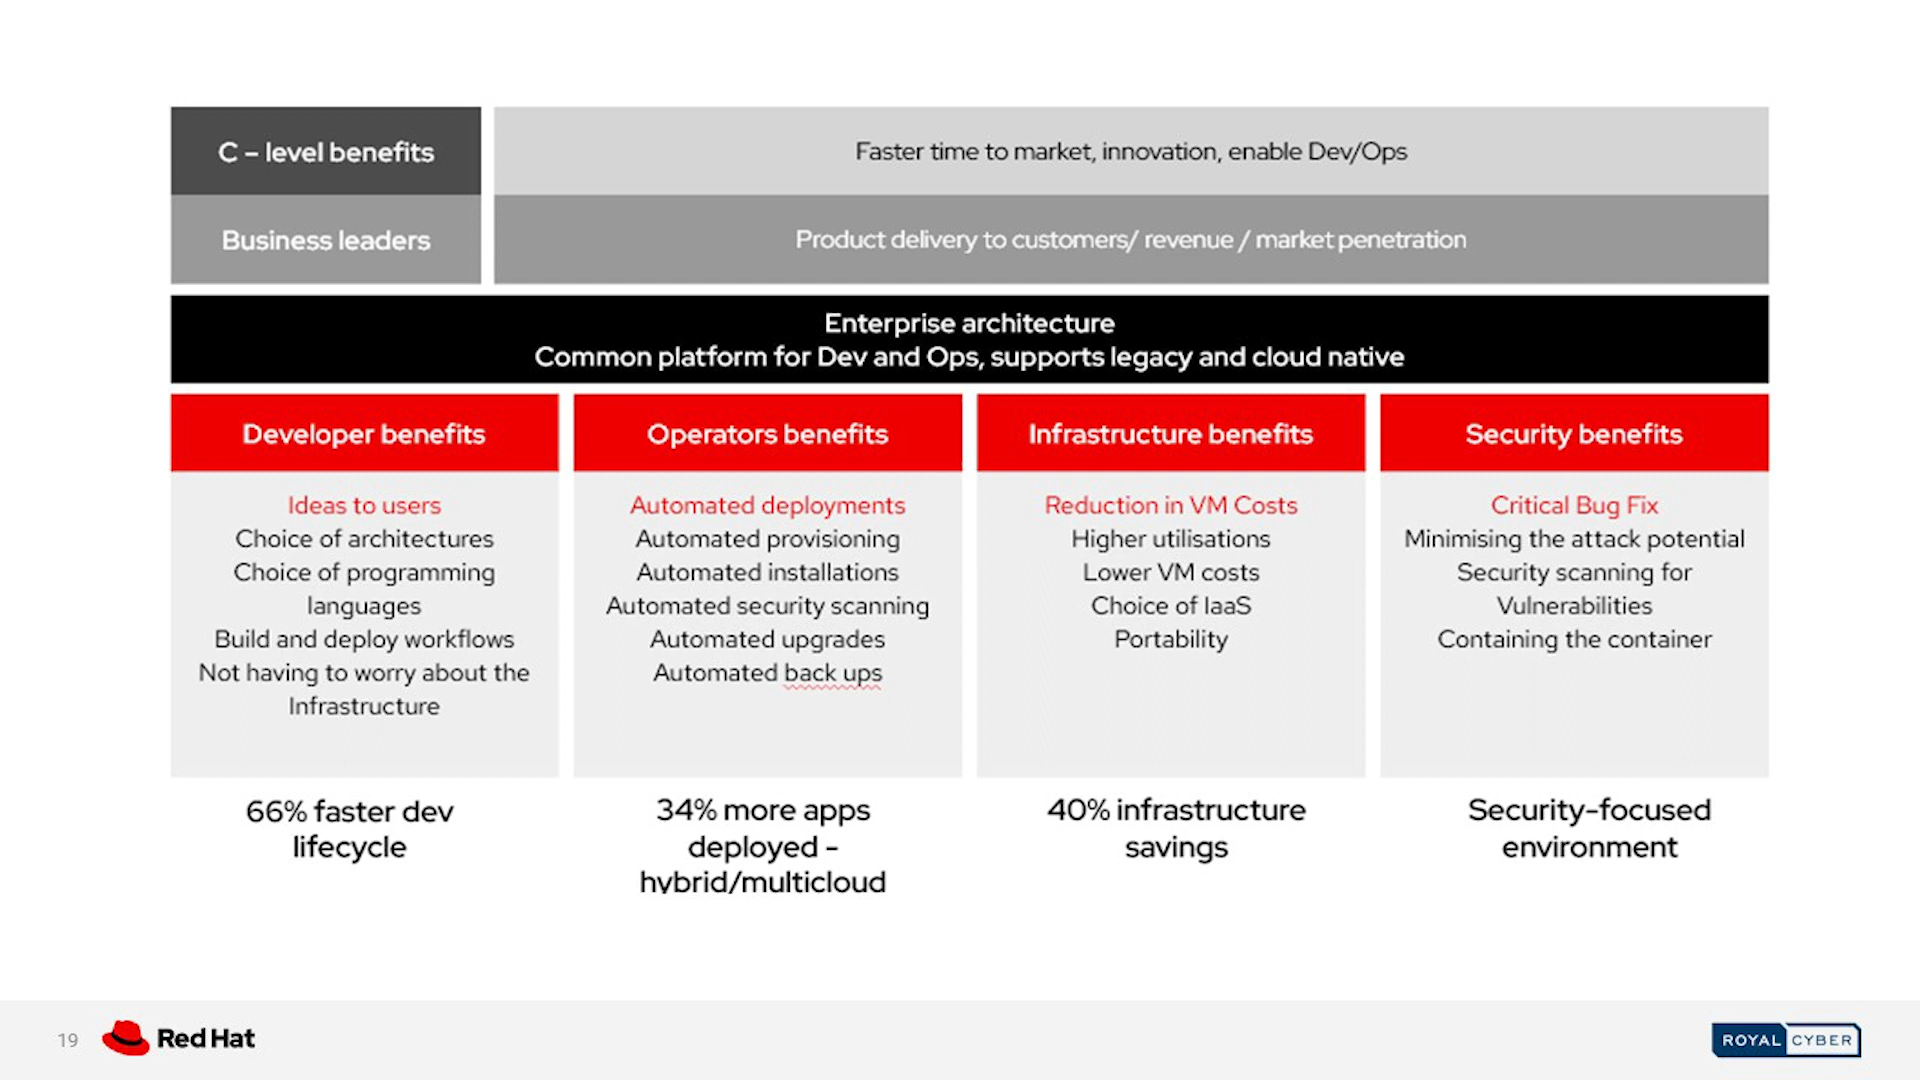 C – level benefits
Faster time to market, innovation, enable Dev/Ops
Business leaders
Product delivery to customers/ revenue / market penetration
Enterprise architecture
Common platform for Dev and Ops, supports legacy and cloud native
Developer benefits
Ideas to users
Choice of architectures
Choice of programming
languages
Build and deploy workflows
Not having to worry about the
Infrastructure
66% faster dev
lifecycle
Operators benefits
Automated deployments
Automated provisioning
Automated installations
Automated security scanning
Automated upgrades
Automated back ups
34% more apps
deployed -
hybrid/multicloud
Infrastructure benefits
Reduction in VM Costs
Higher utilisations
Lower VM costs
Choice of IaaS
Portability
40% infrastructure
savings
Security benefits
Critical Bug Fix
Minimising the attack potential
Security scanning for
Vulnerabilities
Containing the container
Security-focused
environment
19
Red Hat
ROYAL CYBER